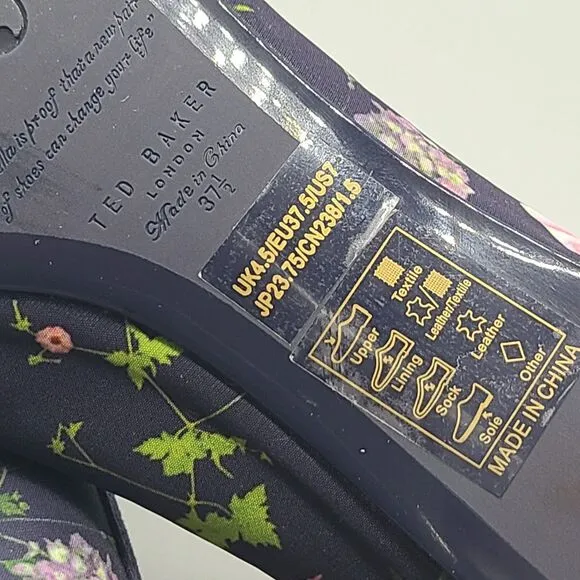 is proof that a new pair
of shoes can change your life"
TED BAKER
LONDON
Made in China
37 1/2
UK4.5/EU37.5/US7
JP23.75/CN238/1.5
Textile
Leather/Textile
Leather
Other
Upper
Lining
Sock
Sole
MADE IN CHINA